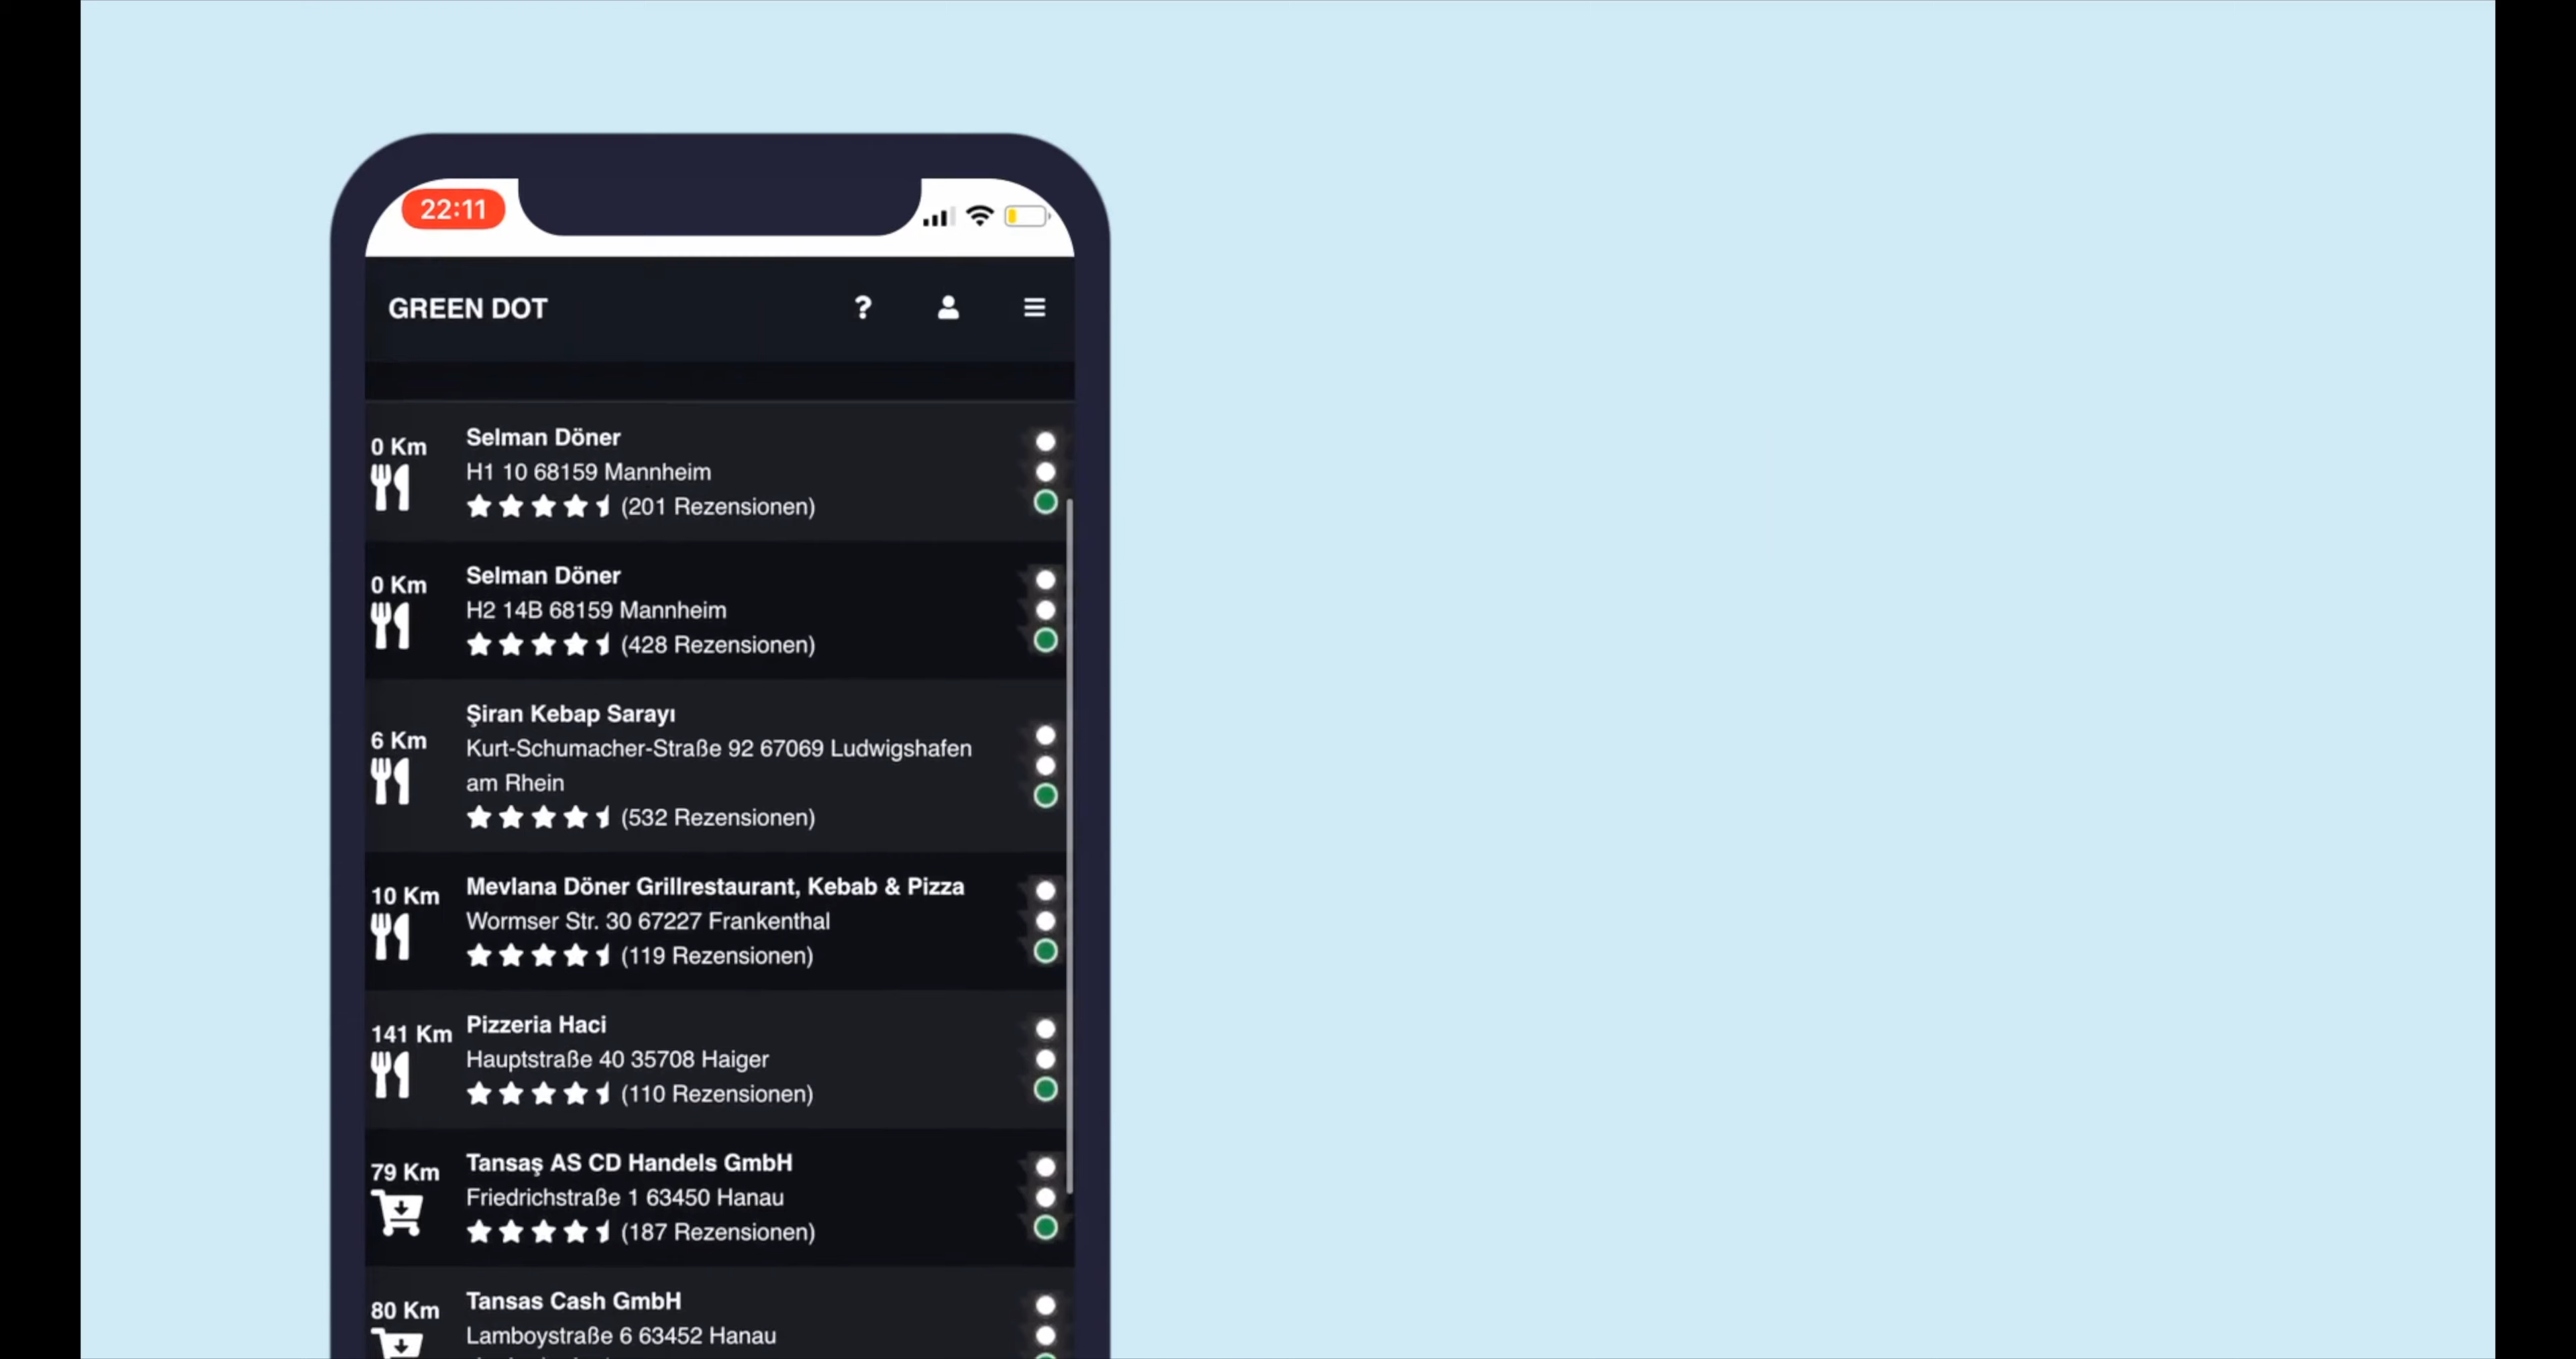 22:11
GREEN DOT
?
0 Km
Selman Döner
H1 10 68159 Mannheim
(201 Rezensionen)
0 Km
Selman Döner
H2 14B 68159 Mannheim
(428 Rezensionen)
6 Km
Şiran Kebap Sarayı
Kurt-Schumacher-Straße 92 67069 Ludwigshafen
am Rhein
(532 Rezensionen)
10 Km
Mevlana Döner Grillrestaurant, Kebab & Pizza
Wormser Str. 30 67227 Frankenthal
(119 Rezensionen)
141 Km
Pizzeria Haci
Hauptstraße 40 35708 Haiger
(110 Rezensionen)
79 Km
Tansaş AS CD Handels GmbH
Friedrichstraße 1 63450 Hanau
(187 Rezensionen)
80 Km
Tansas Cash GmbH
Lamboystraße 6 63452 Hanau